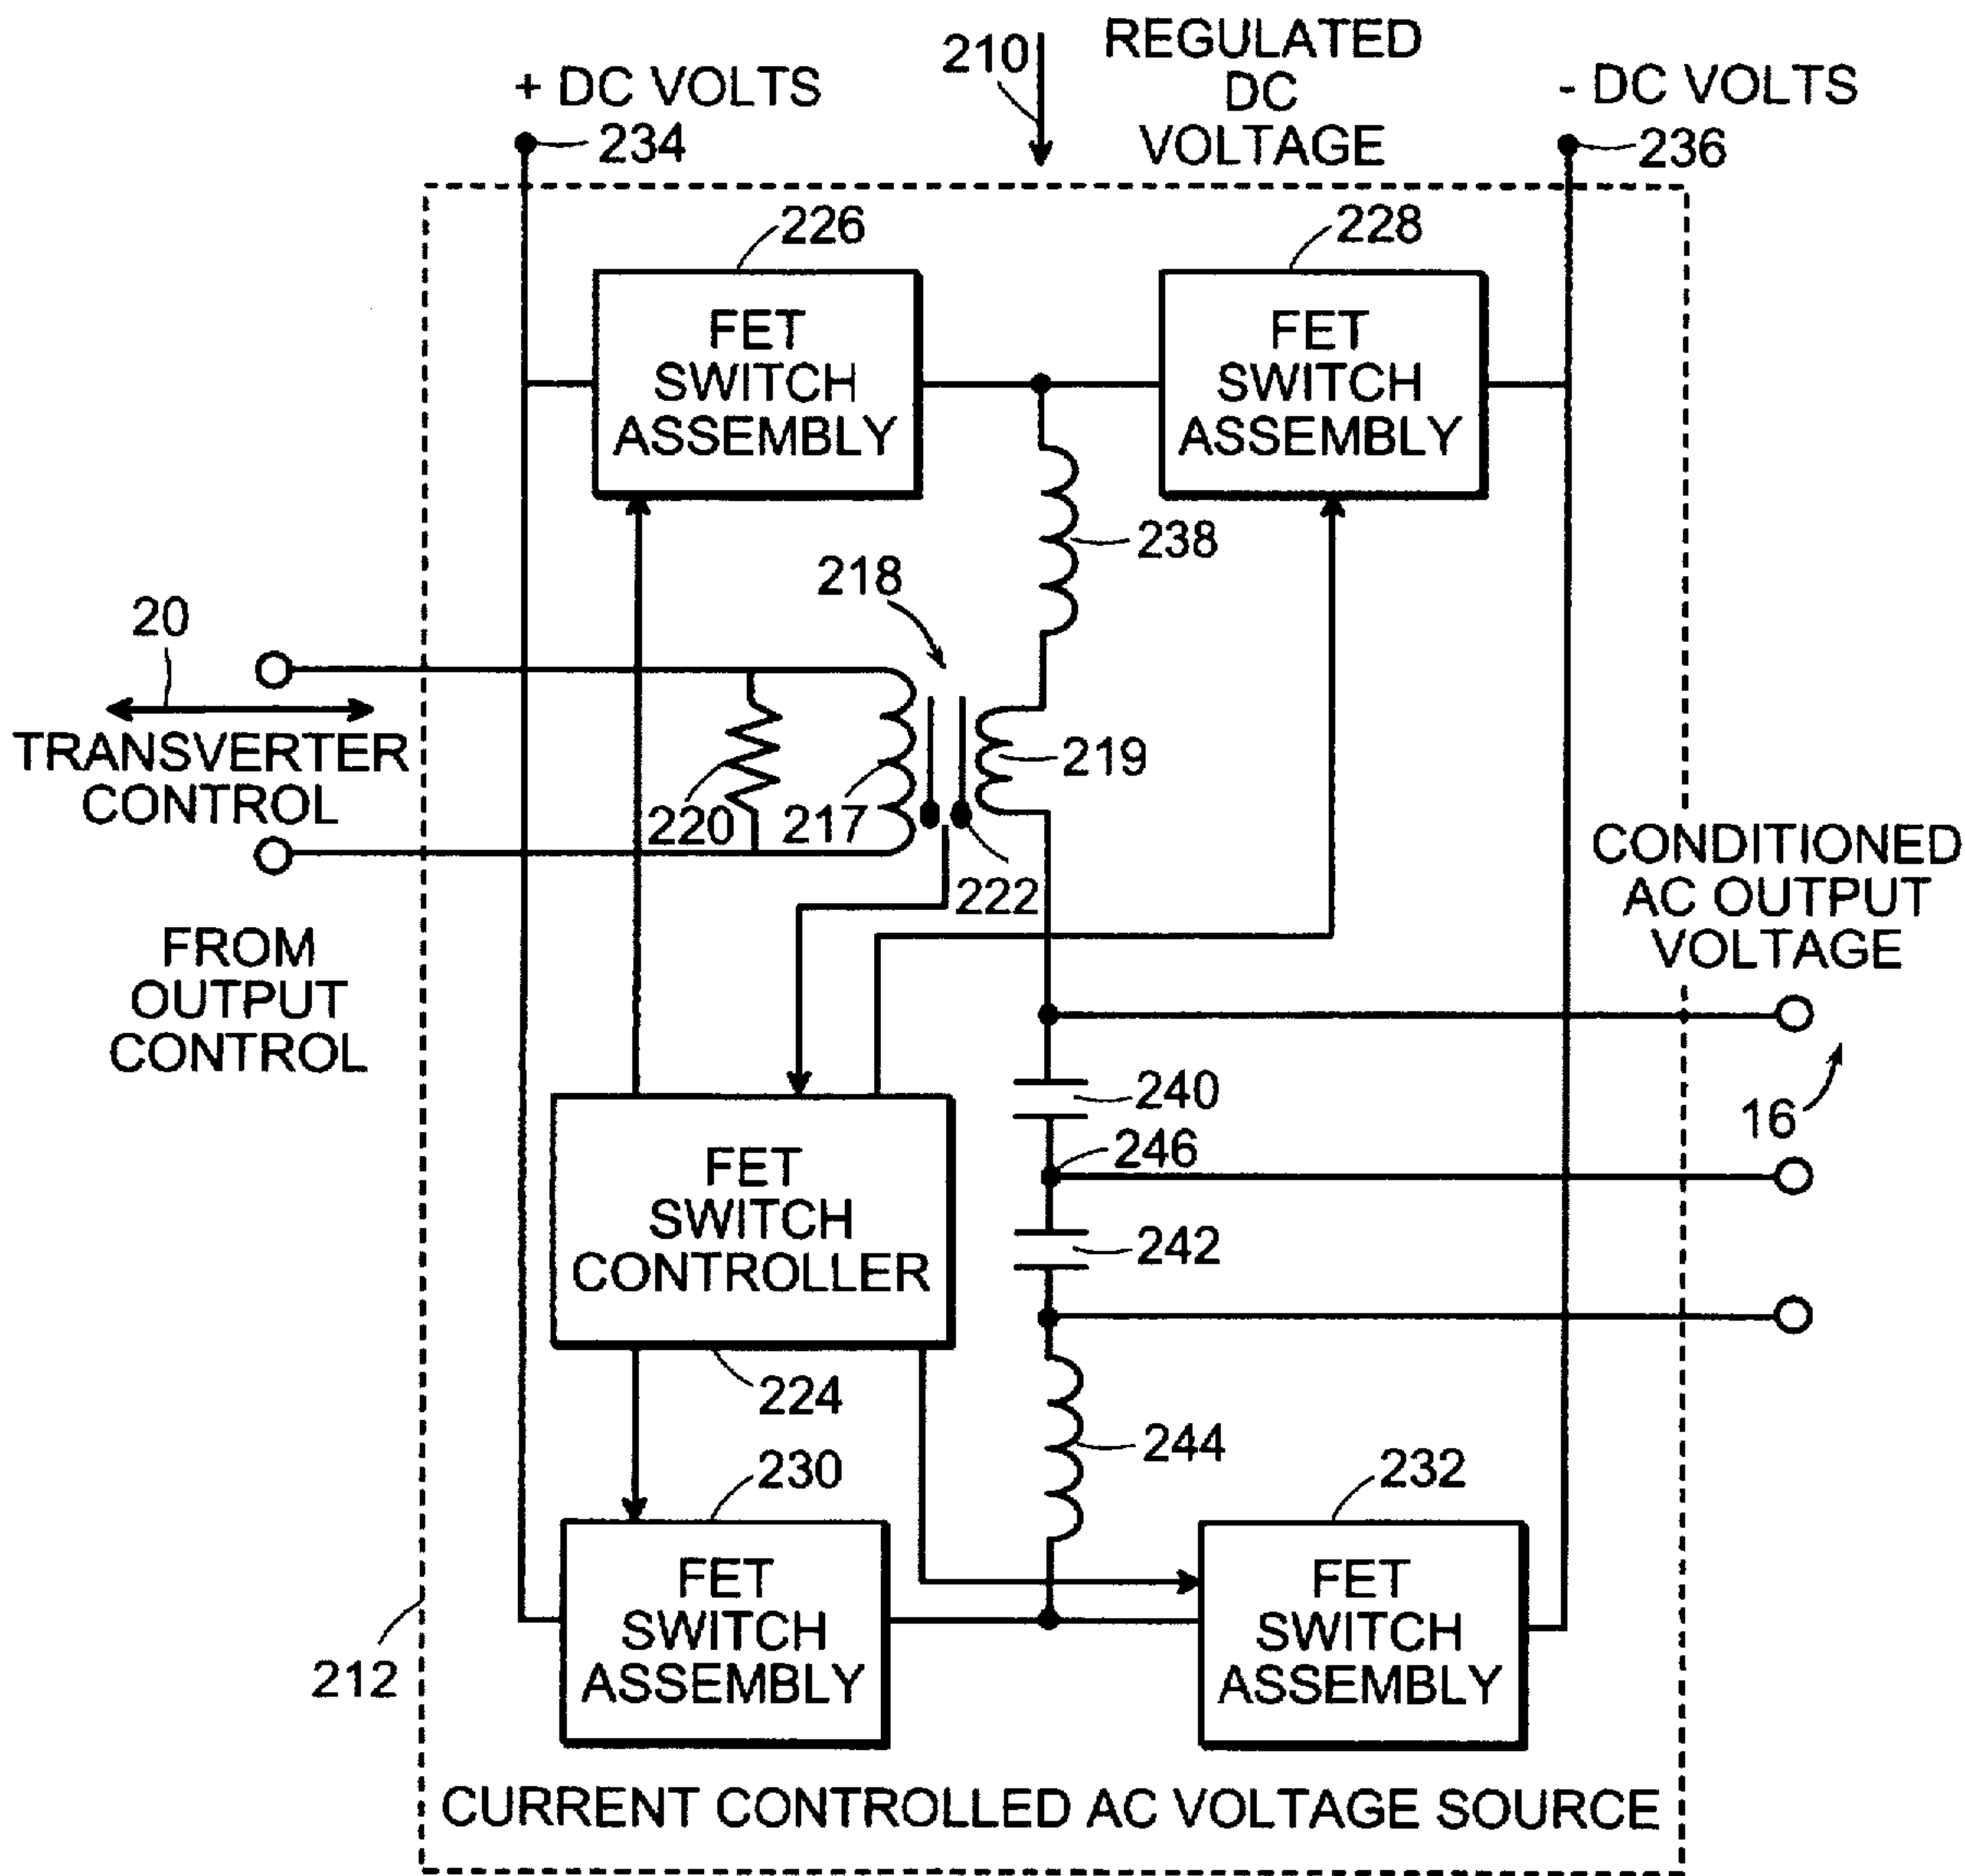 + DC VOLTS
234
210
REGULATED
DC
VOLTAGE
- DC VOLTS
236
226
FET
SWITCH
ASSEMBLY
228
FET
SWITCH
ASSEMBLY
238
218
20
TRANSVERTER
CONTROL
220
217
219
222
FROM
OUTPUT
CONTROL
CONDITIONED
AC OUTPUT
VOLTAGE
240
16
246
FET
SWITCH
CONTROLLER
242
224
244
230
FET
SWITCH
ASSEMBLY
232
FET
SWITCH
ASSEMBLY
212
CURRENT CONTROLLED AC VOLTAGE SOURCE